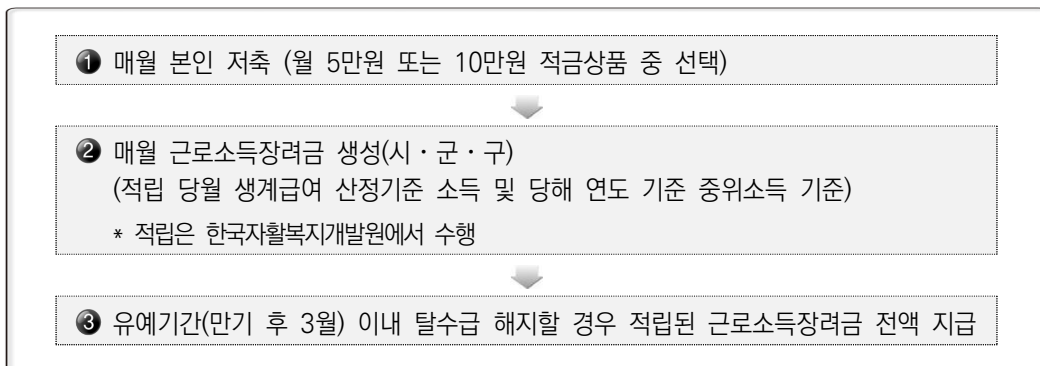 ❶ 매월 본인 저축 (월 5만원 또는 10만원 적금상품 중 선택)
❷ 매월 근로소득장려금 생성(시・군・구)
(적립 당월 생계급여 산정기준 소득 및 당해 연도 기준 중위소득 기준)
* 적립은 한국자활복지개발원에서 수행
❸ 유예기간(만기 후 3월) 이내 탈수급 해지할 경우 적립된 근로소득장려금 전액 지급